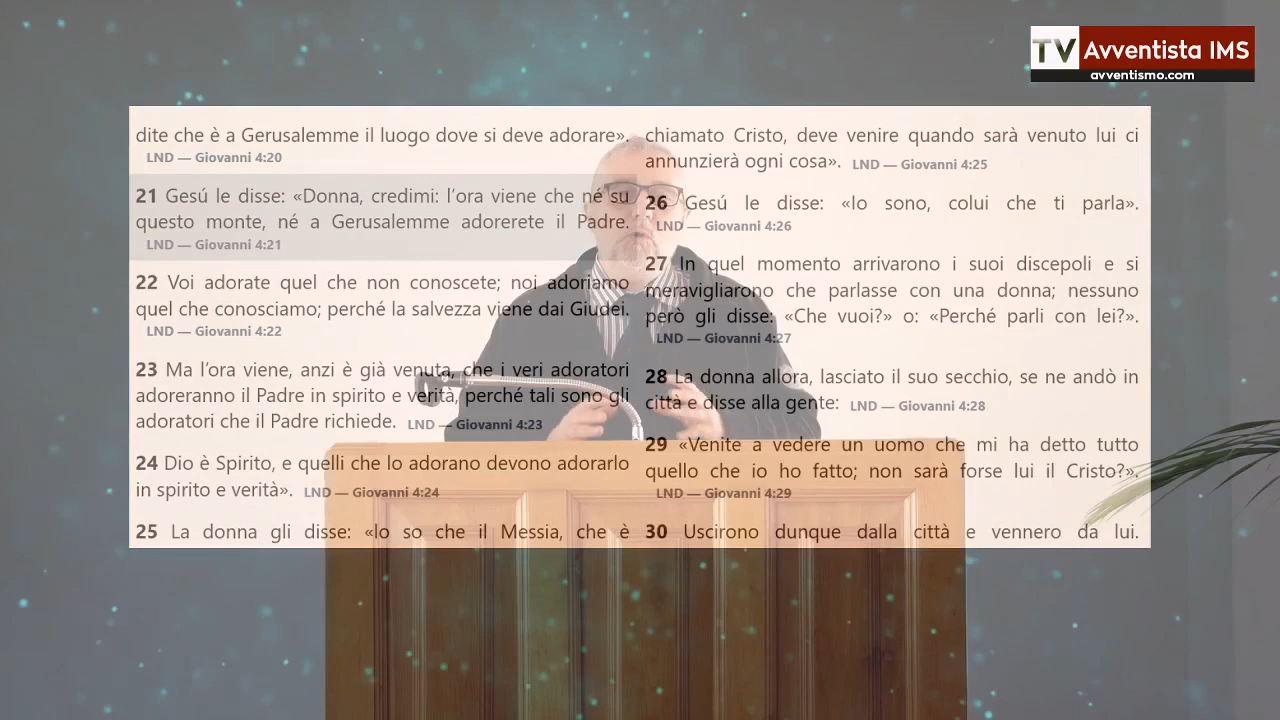 TV Avventista IMS
avventismo.com
dite che è a Gerusalemme il luogo dove si deve adorare».
LND — Giovanni 4:20
21 Gesú le disse: «Donna, credimi: l'ora viene che né su
questo monte, né a Gerusalemme adorerete il Padre.
LND — Giovanni 4:21
22 Voi adorate quel che non conoscete; noi adoriamo
quel che conosciamo; perché la salvezza viene dai Giudei.
LND — Giovanni 4:22
23 Ma l'ora viene, anzi è già venuta, che i veri adoratori
adoreranno il Padre in spirito e verità, perché tali sono gli
adoratori che il Padre richiede. LND — Giovanni 4:23
24 Dio è Spirito, e quelli che lo adorano devono adorarlo
in spirito e verità». LND — Giovanni 4:24
25 La donna gli disse: «Io so che il Messia, che è
chiamato Cristo, deve venire quando sarà venuto lui ci
annunzierà ogni cosa». LND — Giovanni 4:25
26 Gesú le disse: «Io sono, colui che ti parla».
LND — Giovanni 4:26
27 In quel momento arrivarono i suoi discepoli e si
meravigliarono che parlasse con una donna; nessuno
però gli disse: «Che vuoi?» o: «Perché parli con lei?».
LND — Giovanni 4:27
28 La donna allora, lasciato il suo secchio, se ne andò in
città e disse alla gente: LND — Giovanni 4:28
29 «Venite a vedere un uomo che mi ha detto tutto
quello che io ho fatto; non sarà forse lui il Cristo?».
LND — Giovanni 4:29
30 Uscirono dunque dalla città e vennero da lui.